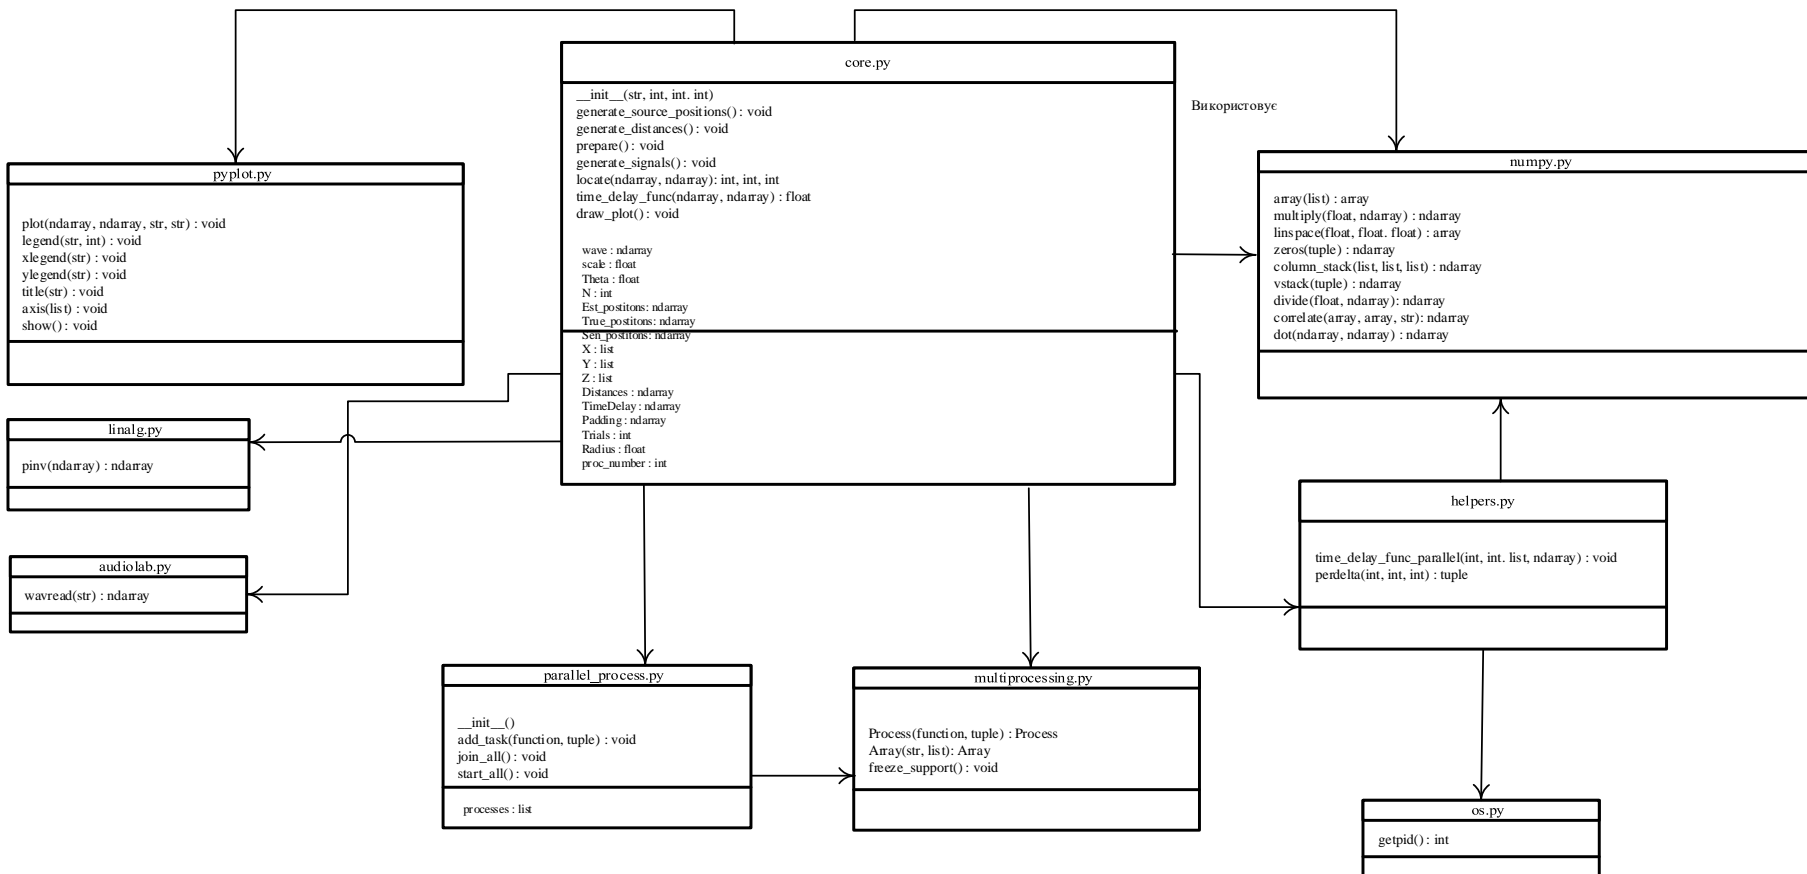 core.py
__init__(str, int, int. int)
generate_source_positions() : void
generate_distances() : void
prepare() : void
generate_signals() : void
locate(ndarray, ndarray): int, int, int
time_delay_func(ndarray, ndarray) : float
draw_plot() : void
wave : ndarray
scale : float
Theta : float
N : int
Est_postitons: ndarray
True_postitons: ndarray
Sen_postitons: ndarray
X : list
Y : list
Z : list
Distances : ndarray
TimeDelay : ndarray
Padding : ndarray
Trials : int
Radius : float
proc_number : int
Використовує
pyplot.py
plot(ndarray, ndarray, str, str) : void
legend(str, int) : void
xlegend(str) : void
ylegend(str) : void
title(str) : void
axis(list) : void
show() : void
numpy.py
array(list) : array
multiply(float, ndarray) : ndarray
linspace(float, float. float) : array
zeros(tuple) : ndarray
column_stack(list, list, list) : ndarray
vstack(tuple) : ndarray
divide(float, ndarray): ndarray
correlate(array, array, str): ndarray
dot(ndarray, ndarray) : ndarray
linalg.py
pinv(ndarray) : ndarray
helpers.py
time_delay_func_parallel(int, int. list, ndarray) : void
perdelta(int, int, int) : tuple
audiolab.py
wavread(str) : ndarray
parallel_process.py
__init__()
add_task(function, tuple) : void
join_all() : void
start_all() : void
processes : list
multiprocessing.py
Process(function, tuple) : Process
Array(str, list): Array
freeze_support() : void
os.py
getpid() : int